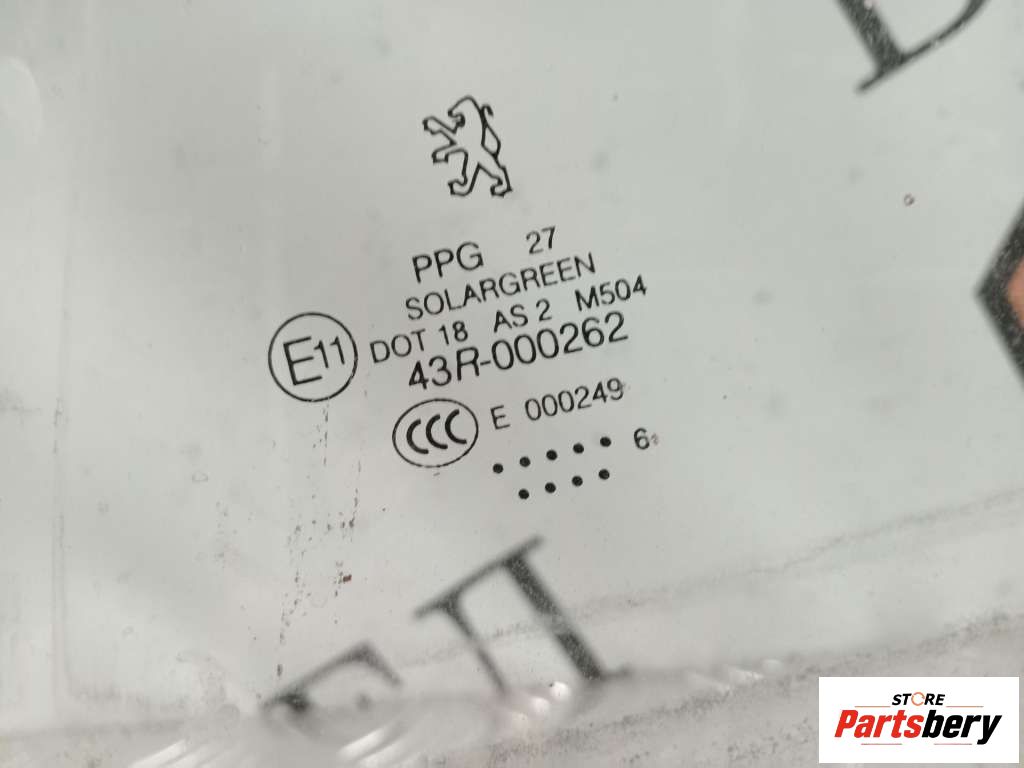 PPG 27
SOLARGREEN
DOT 18 AS 2 M504
E11
43R-000262
CCC E 000249
6
STORE
Partsbery